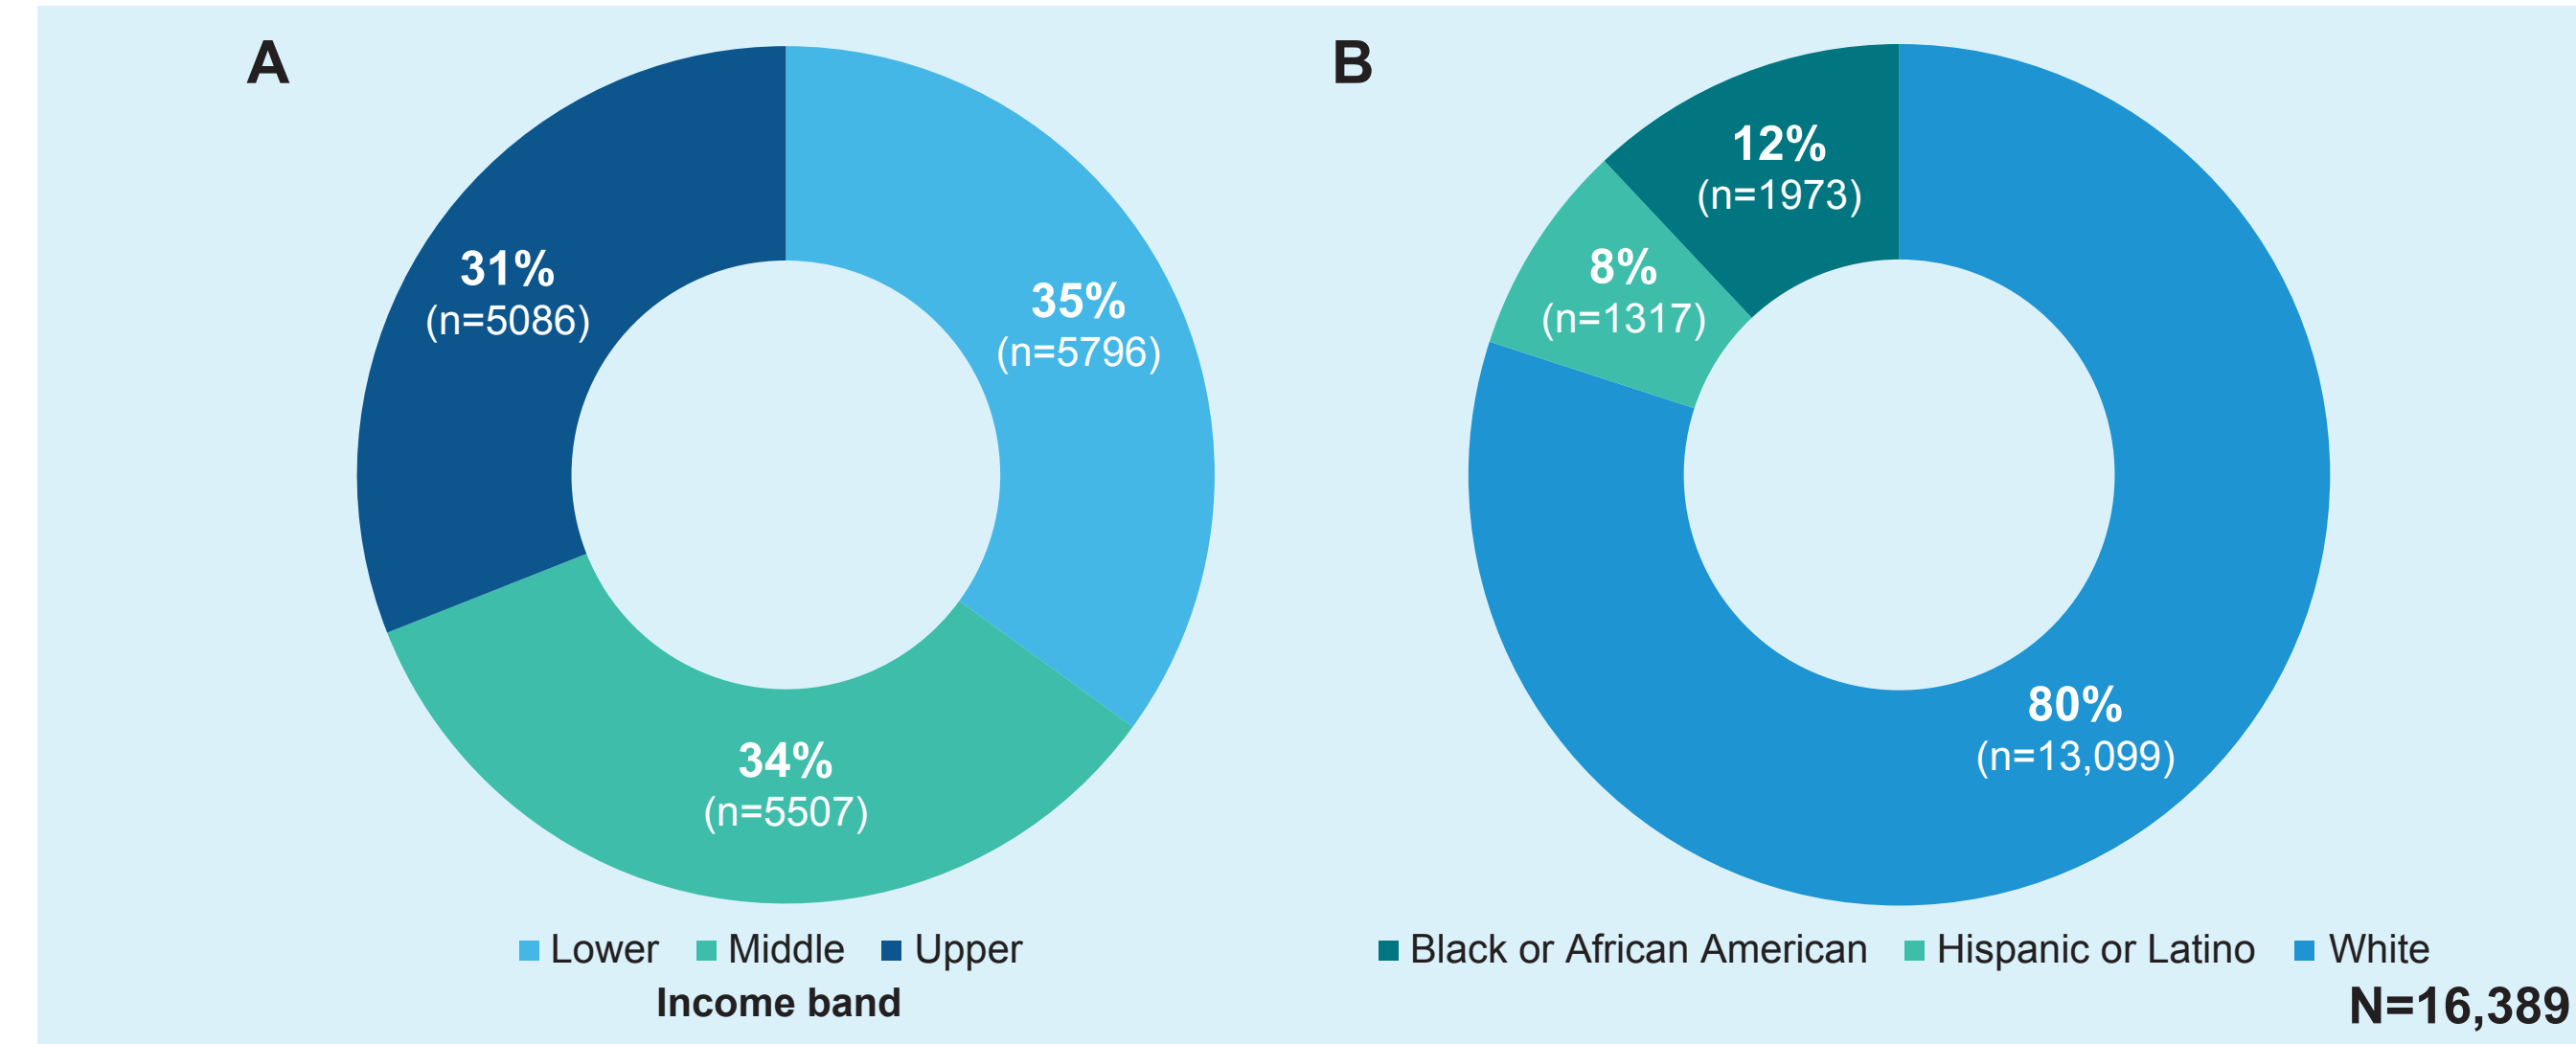 A
31%
(n=5086)
35%
(n=5796)
34%
(n=5507)
Lower Middle Upper
Income band
B
12%
(n=1973)
8%
(n=1317)
80%
(n=13,099)
Black or African American Hispanic or Latino White
N=16,389